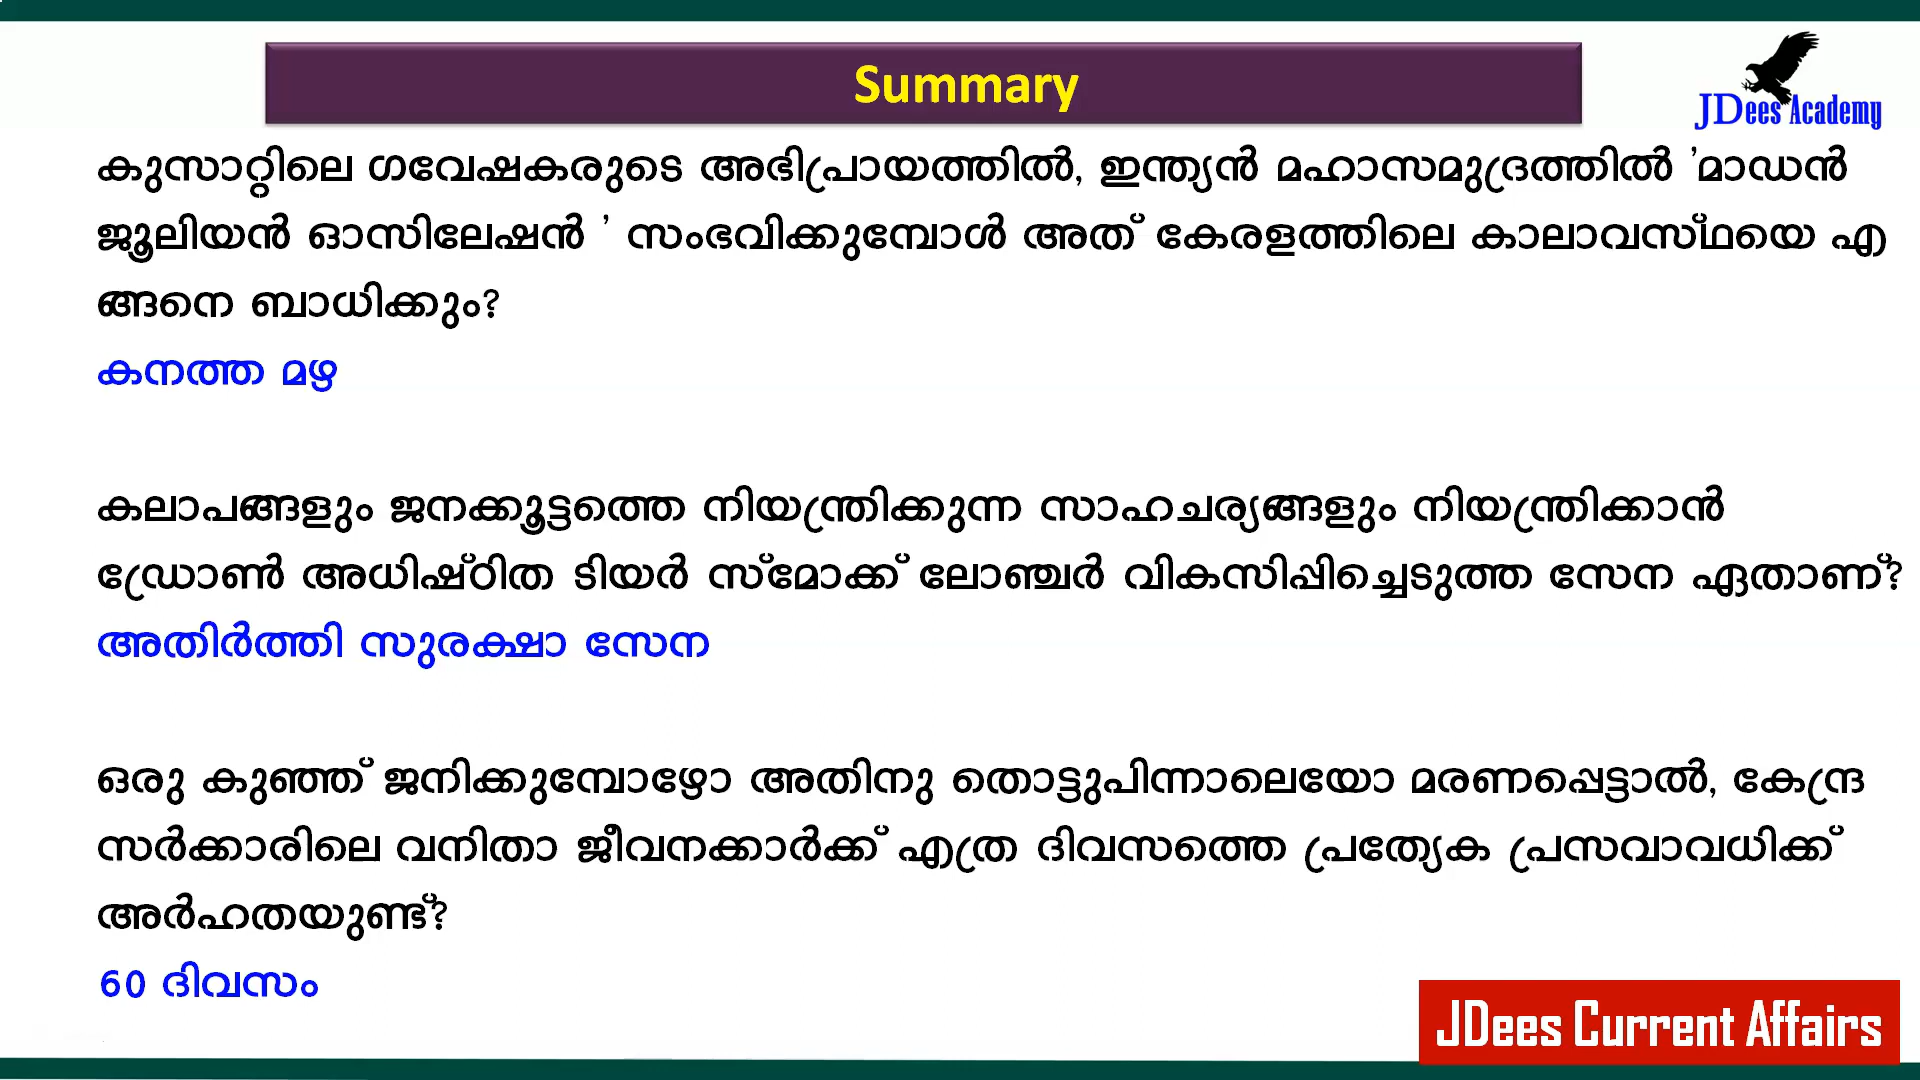 Summary
JDees Academy
കുസാറ്റിലെ ഗവേഷകരുടെ അഭിപ്രായത്തിൽ, ഇന്ത്യൻ മഹാസമുദ്രത്തിൽ 'മാഡൻ
ജൂലിയൻ ഓസിലേഷൻ ' സംഭവിക്കുമ്പോൾ അത് കേരളത്തിലെ കാലാവസ്ഥയെ എ
ങ്ങനെ ബാധിക്കും?
കനത്ത മഴ
കലാപങ്ങളും ജനക്കൂട്ടത്തെ നിയന്ത്രിക്കുന്ന സാഹചര്യങ്ങളും നിയന്ത്രിക്കാൻ
ഡ്രോൺ അധിഷ്ഠിത ടിയർ സ്മോക്ക് ലോഞ്ചർ വികസിപ്പിച്ചെടുത്ത സേന ഏതാണ്?
അതിർത്തി സുരക്ഷാ സേന
ഒരു കുഞ്ഞ് ജനിക്കുമ്പോഴോ അതിനു തൊട്ടുപിന്നാലെയോ മരണപ്പെട്ടാൽ, കേന്ദ്ര
സർക്കാരിലെ വനിതാ ജീവനക്കാർക്ക് എത്ര ദിവസത്തെ പ്രത്യേക പ്രസവാവധിക്ക്
അർഹതയുണ്ട്?
60 ദിവസം
JDees Current Affairs